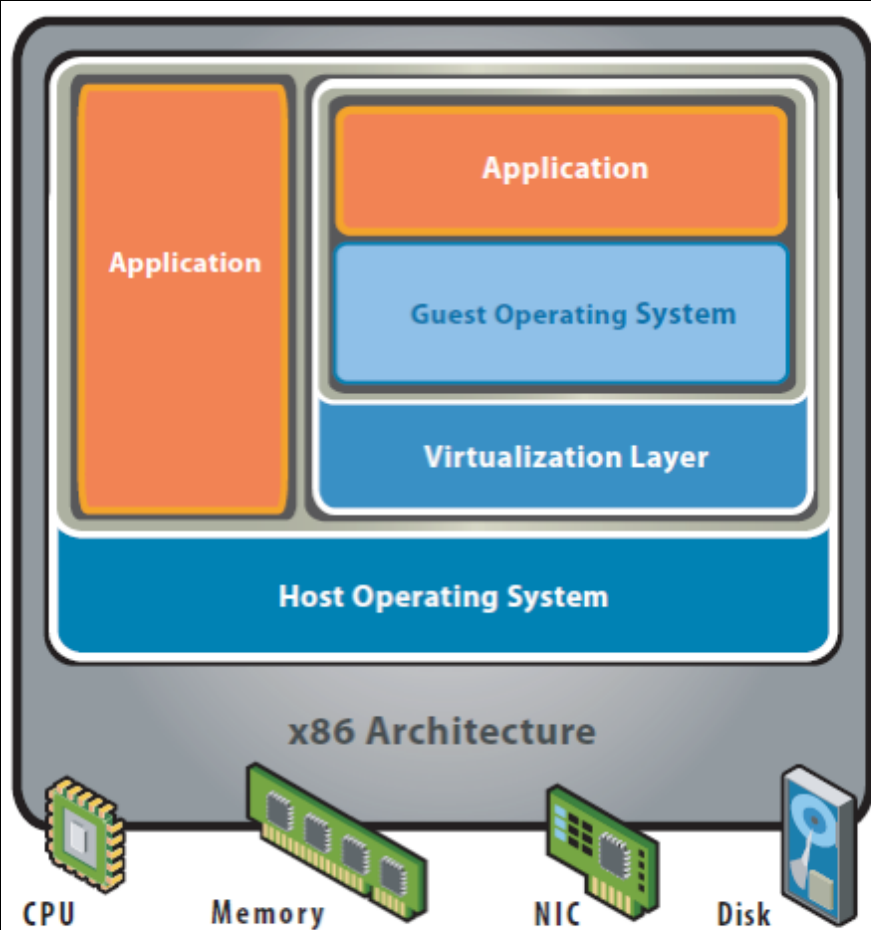 Application
Application
Guest Operating System
Virtualization Layer
Host Operating System
x86 Architecture
CPU
Memory
NIC
Disk